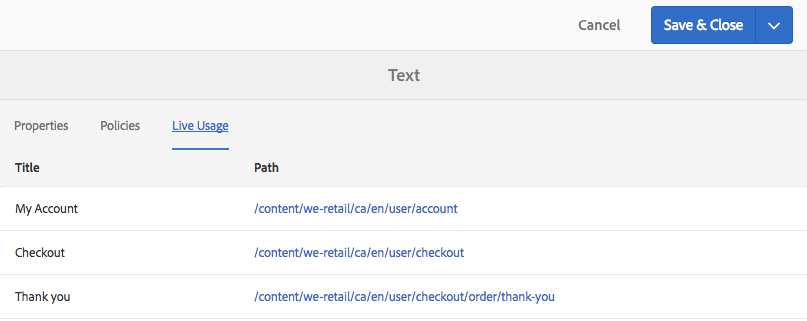 Cancel Save & Close
Text
Properties Policies Live Usage
Title Path
My Account /content/we-retail/ca/en/user/account
Checkout /content/we-retail/ca/en/user/checkout
Thank you /content/we-retail/ca/en/user/checkout/order/thank-you